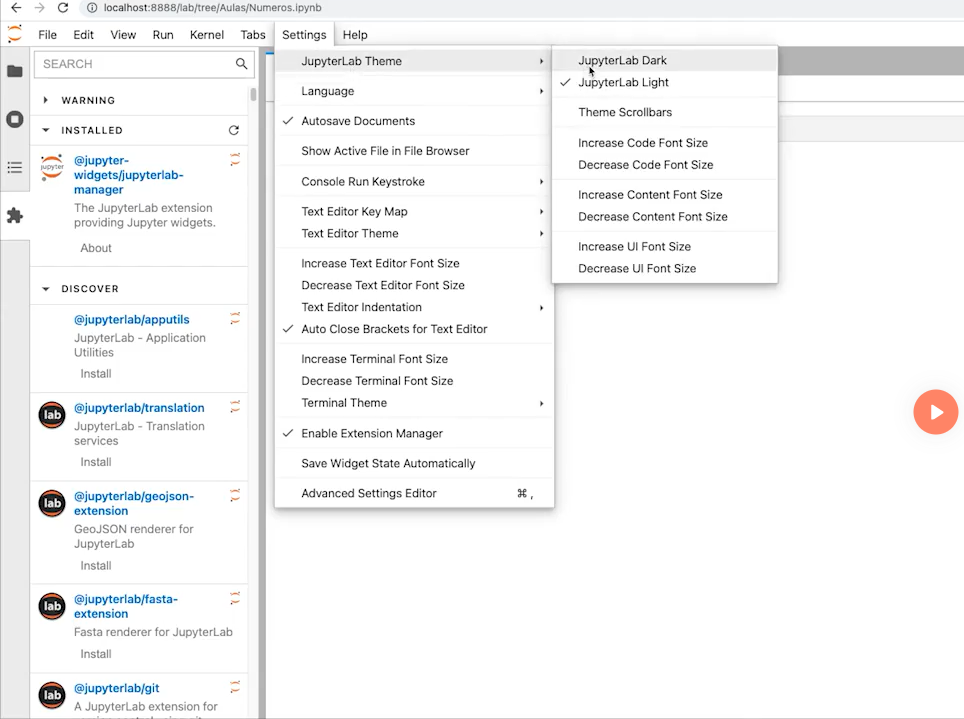 localhost:8888/lab/tree/Aulas/Numeros.ipynb
File Edit View Run Kernel Tabs Settings Help
SEARCH
WARNING
INSTALLED
jupyter
@jupyter-
widgets/jupyterlab-
manager
The JupyterLab extension
providing Jupyter widgets.
About
DISCOVER
@jupyterlab/apputils
JupyterLab - Application
Utilities
Install
lab
@jupyterlab/translation
JupyterLab - Translation
services
Install
lab
@jupyterlab/geojson-
extension
GeoJSON renderer for
JupyterLab
Install
lab
@jupyterlab/fasta-
extension
Fasta renderer for JupyterLab
Install
lab
@jupyterlab/git
A JupyterLab extension for
JupyterLab Theme
Language
Autosave Documents
Show Active File in File Browser
Console Run Keystroke
Text Editor Key Map
Text Editor Theme
Increase Text Editor Font Size
Decrease Text Editor Font Size
Text Editor Indentation
Auto Close Brackets for Text Editor
Increase Terminal Font Size
Decrease Terminal Font Size
Terminal Theme
Enable Extension Manager
Save Widget State Automatically
Advanced Settings Editor ⌘ ,
JupyterLab Dark
JupyterLab Light
Theme Scrollbars
Increase Code Font Size
Decrease Code Font Size
Increase Content Font Size
Decrease Content Font Size
Increase UI Font Size
Decrease UI Font Size